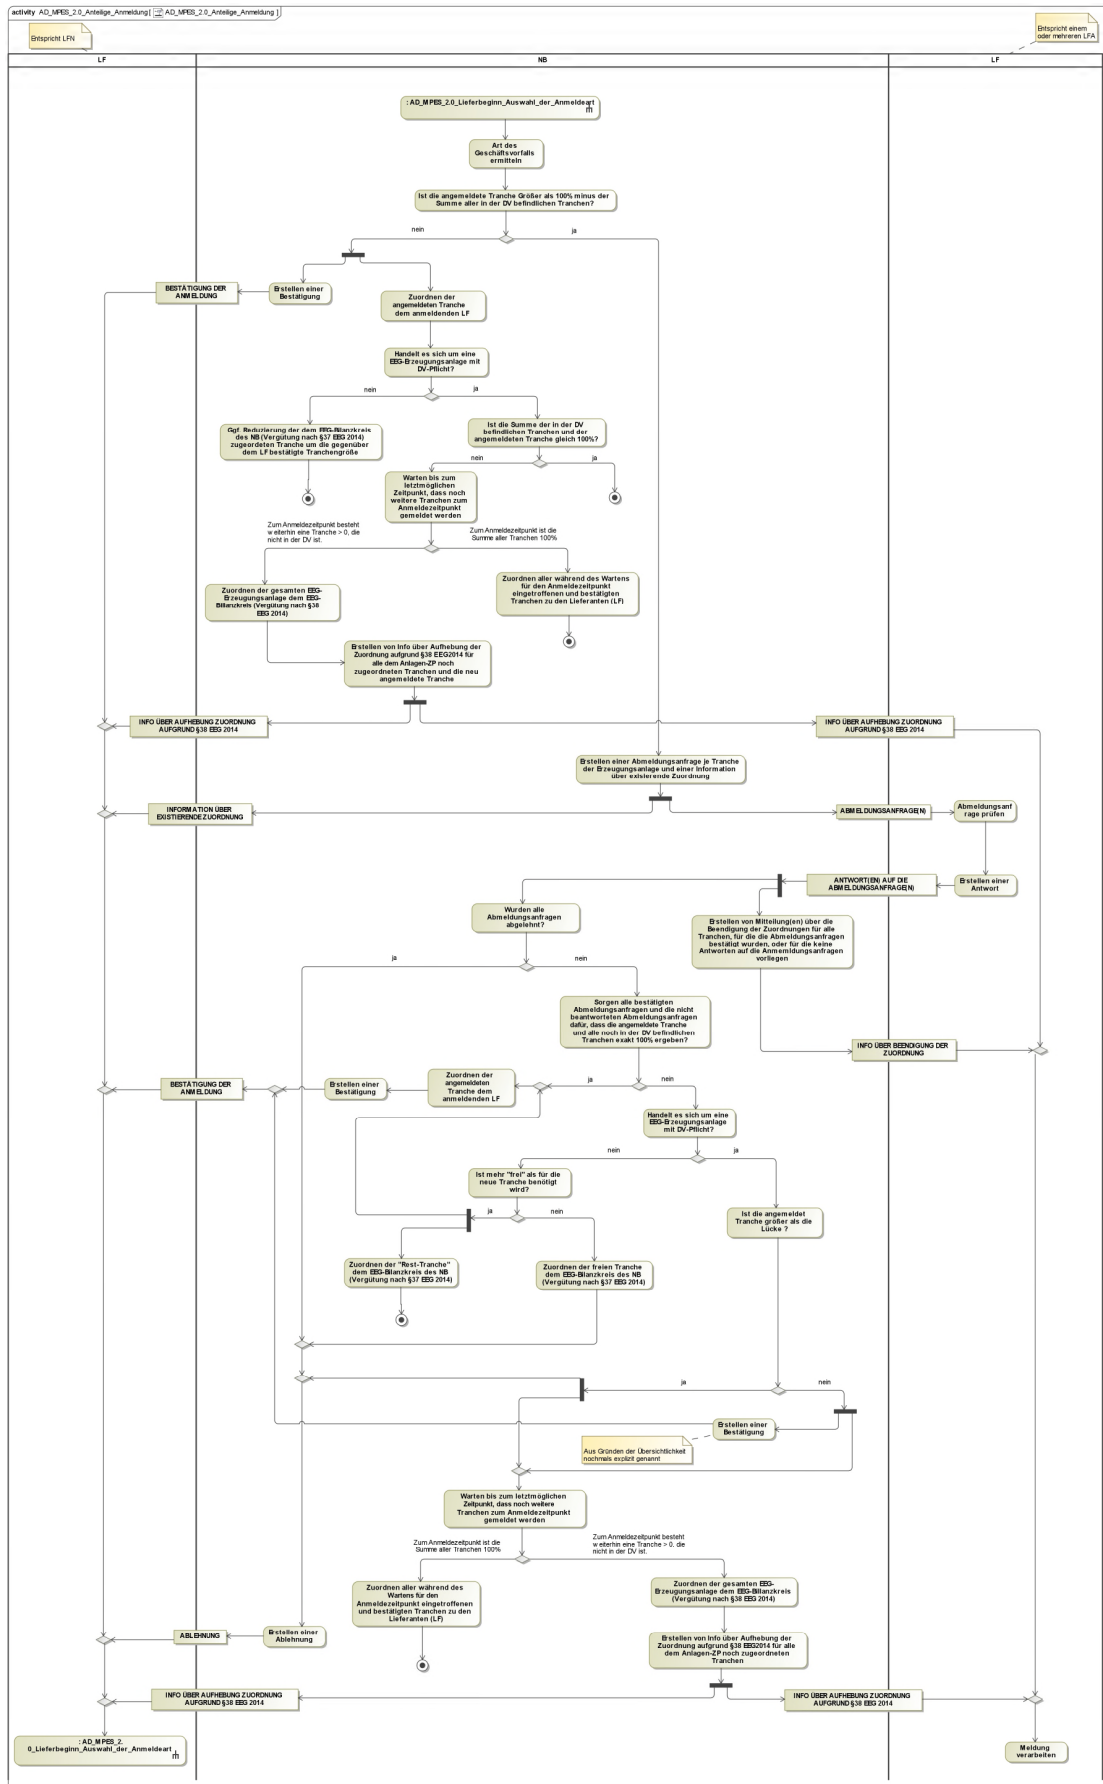 activity AD_MPES_2.0_Anteilige_Anmeldung [ AD_MPES_2.0_Anteilige_Anmeldung ]
Entspricht LFN
Entspricht einem
oder mehreren LFA
LF
NB
LF
: AD_MPES_2.0_Lieferbeginn_Auswahl_der_Anmeldeart
Art des
Geschäftsvorfalls
ermitteln
Ist die angemeldete Tranche Größer als 100% minus der
Summe aller in der DV befindlichen Tranchen?
nein
ja
BESTÄTIGUNG DER
ANMELDUNG
Erstellen einer
Bestätigung
Zuordnen der
angemeldeten Tranche
dem anmeldenden LF
Handelt es sich um eine
EEG-Erzeugungsanlage mit
DV-Pflicht?
nein
ja
Ggf. Reduzierung der dem EEG-Bilanzkreis
des NB (Vergütung nach §37 EEG 2014)
zugeordeten Tranche um die gegenüber
dem LF bestätigte Tranchengröße
Ist die Summe der in der DV
befindlichen Tranchen und der
angemeldeten Tranche gleich 100%?
nein
ja
Warten bis zum
letztmöglichen
Zeitpunkt, dass noch
weitere Tranchen zum
Anmeldezeitpunkt
gemeldet werden
Zum Anmeldezeitpunkt besteht
weiterhin eine Tranche > 0, die
nicht in der DV ist.
Zum Anmeldezeitpunkt ist die
Summe aller Tranchen 100%
Zuordnen der gesamten EEG-
Erzeugungsanlage dem EEG-
Billanzkreis (Vergütung nach §38
EEG 2014)
Zuordnen aller während des Wartens
für den Anmeldezeitpunkt
eingetroffenen und bestätigten
Tranchen zu den Lieferanten (LF)
Erstellen von Info über Aufhebung der
Zuordnung aufgrund §38 EEG2014 für
alle dem Anlagen-ZP noch
zugeordneten Tranchen und die neu
angemeldete Tranche
INFO ÜBER AUFHEBUNG ZUORDNUNG
AUFGRUND §38 EEG 2014
INFO ÜBER AUFHEBUNG ZUORDNUNG
AUFGRUND §38 EEG 2014
Erstellen einer Abmeldungsanfrage je Tranche
der Erzeugungsanlage und einer Information
über existierende Zuordnung
INFORMATION ÜBER
EXISTIERENDE ZUORDNUNG
ABMELDUNGSANFRAGE(N)
Abmeldungsanf
rage prüfen
ANTWORT(EN) AUF DIE
ABMELDUNGSANFRAGE(N)
Erstellen einer
Antwort
Wurden alle
Abmeldungsanfragen
abgelehnt?
Erstellen von Mitteilung(en) über die
Beendigung der Zuordnungen für alle
Tranchen, für die die Abmeldungsanfragen
bestätigt wurden, oder für die keine
Antworten auf die Anmemldungsanfragen
vorliegen
ja
nein
Sorgen alle bestätigten
Abmeldungsanfragen und die nicht
beantworteten Abmeldungsanfragen
dafür, dass die angemeldete Tranche
und alle noch in der DV befindlichen
Tranchen exakt 100% ergeben?
INFO ÜBER BEENDIGUNG DER
ZUORDNUNG
BESTÄTIGUNG DER
ANMELDUNG
Erstellen einer
Bestätigung
Zuordnen der
angemeldeten
Tranche dem
anmeldenden LF
ja
nein
Handelt es sich um eine
EEG-Erzeugungsanlage
mit DV-Pflicht?
nein
ja
Ist mehr "frei" als für die
neue Tranche benötigt
wird?
ja
nein
Ist die angemeldet
Tranche größer als die
Lücke ?
Zuordnen der "Rest-Tranche"
dem EEG-Bilanzkreis des NB
(Vergütung nach §37 EEG 2014)
Zuordnen der freien Tranche
dem EEG-Bilanzkreis des NB
(Vergütung nach §37 EEG 2014)
ja
nein
Erstellen einer
Bestätigung
Aus Gründen der Übersichtlichkeit
nochmals explizit genannt
Warten bis zum letztmöglichen
Zeitpunkt, dass noch weitere
Tranchen zum Anmeldezeitpunkt
gemeldet werden
Zum Anmeldezeitpunkt ist die
Summe aller Tranchen 100%
Zum Anmeldezeitpunkt besteht
weiterhin eine Tranche > 0, die
nicht in der DV ist.
Zuordnen aller während des
Wartens für den
Anmeldezeitpunkt eingetroffenen
und bestätigten Tranchen zu den
Lieferanten (LF)
Zuordnen der gesamten EEG-
Erzeugungsanlage dem EEG-Billanzkreis
(Vergütung nach §38 EEG 2014)
ABLEHNUNG
Erstellen einer
Ablehnung
Erstellen von Info über Aufhebung der
Zuordnung aufgrund §38 EEG2014 für alle
dem Anlagen-ZP noch zugeordneten
Tranchen
INFO ÜBER AUFHEBUNG ZUORDNUNG
AUFGRUND §38 EEG 2014
INFO ÜBER AUFHEBUNG ZUORDNUNG
AUFGRUND §38 EEG 2014
: AD_MPES_2.
0_Lieferbeginn_Auswahl_der_Anmeldeart
Meldung
verarbeiten